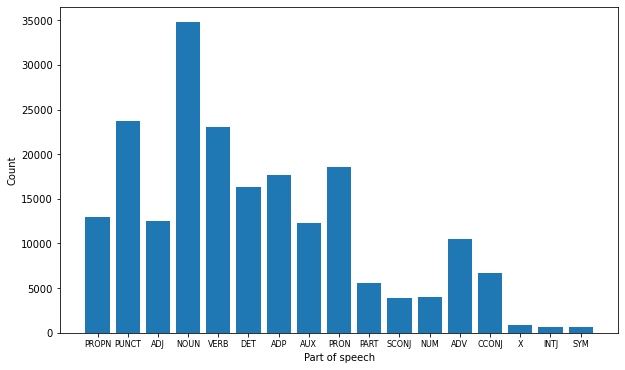 35000
30000
25000
20000
15000
10000
5000
0
Count
PROPN PUNCT ADJ NOUN VERB DET ADP AUX PRON PART SCONJ NUM ADV CCONJ X INTJ SYM
Part of speech